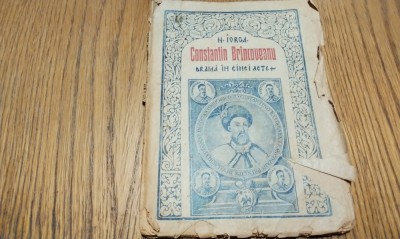 N. IORGA.
Constantin Brîncoveanu
DRAMĂ ÎN CINCI ACTE